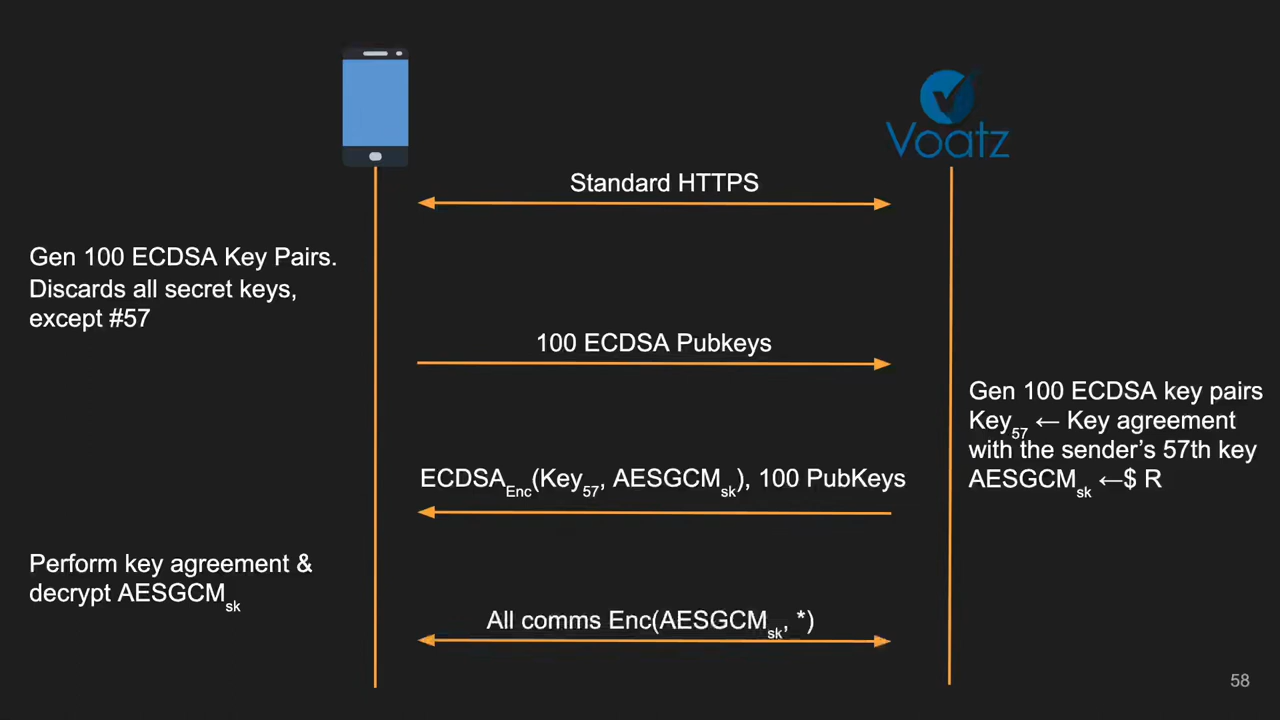 Voatz
Standard HTTPS
Gen 100 ECDSA Key Pairs.
Discards all secret keys,
except #57
100 ECDSA Pubkeys
Gen 100 ECDSA key pairs
Key57 ← Key agreement
with the sender's 57th key
AESGCMsk ←$ R
ECDSAEnc(Key57, AESGCMsk), 100 PubKeys
Perform key agreement &
decrypt AESGCMsk
All comms Enc(AESGCMsk, *)
58